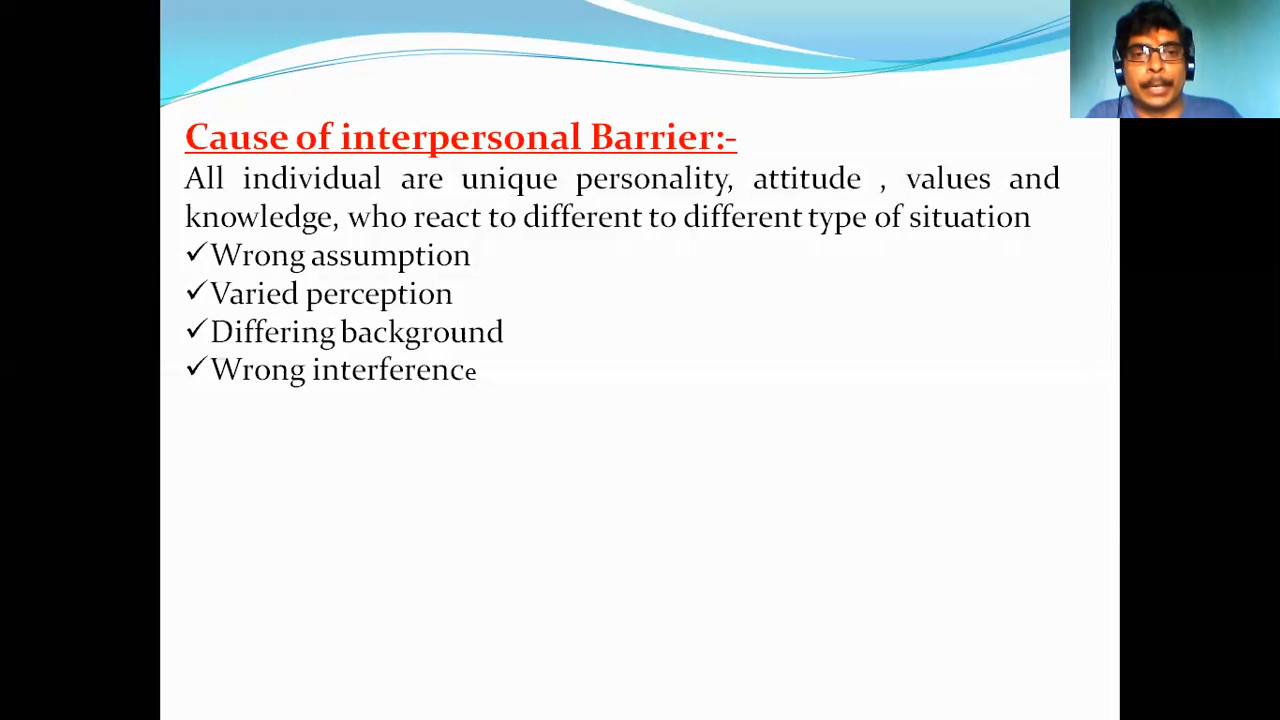 Cause of interpersonal Barrier:-
All individual are unique personality, attitude , values and
knowledge, who react to different to different type of situation
✓Wrong assumption
✓Varied perception
✓Differing background
✓Wrong interference